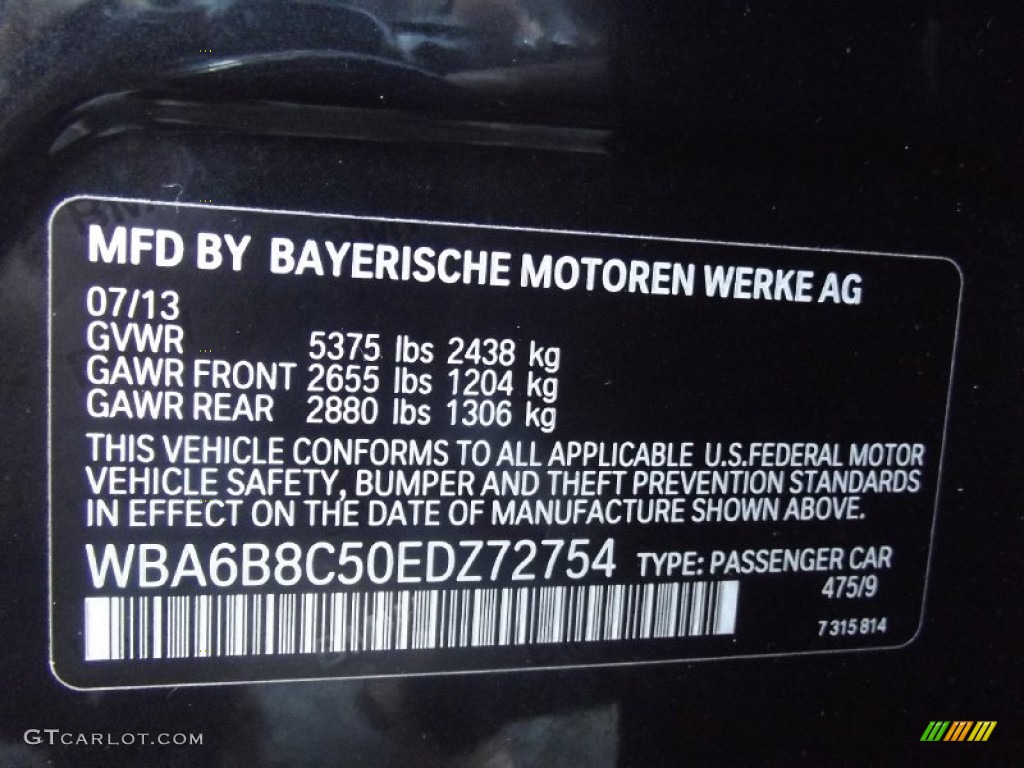 MFD BY BAYERISCHE MOTOREN WERKE AG
07/13
GVWR 5375 lbs 2438 kg
GAWR FRONT 2655 lbs 1204 kg
GAWR REAR 2880 lbs 1306 kg
THIS VEHICLE CONFORMS TO ALL APPLICABLE U.S.FEDERAL MOTOR
VEHICLE SAFETY, BUMPER AND THEFT PREVENTION STANDARDS
IN EFFECT ON THE DATE OF MANUFACTURE SHOWN ABOVE.
WBA6B8C50EDZ72754 TYPE: PASSENGER CAR
475/9
7315814
GTCARLOT.COM